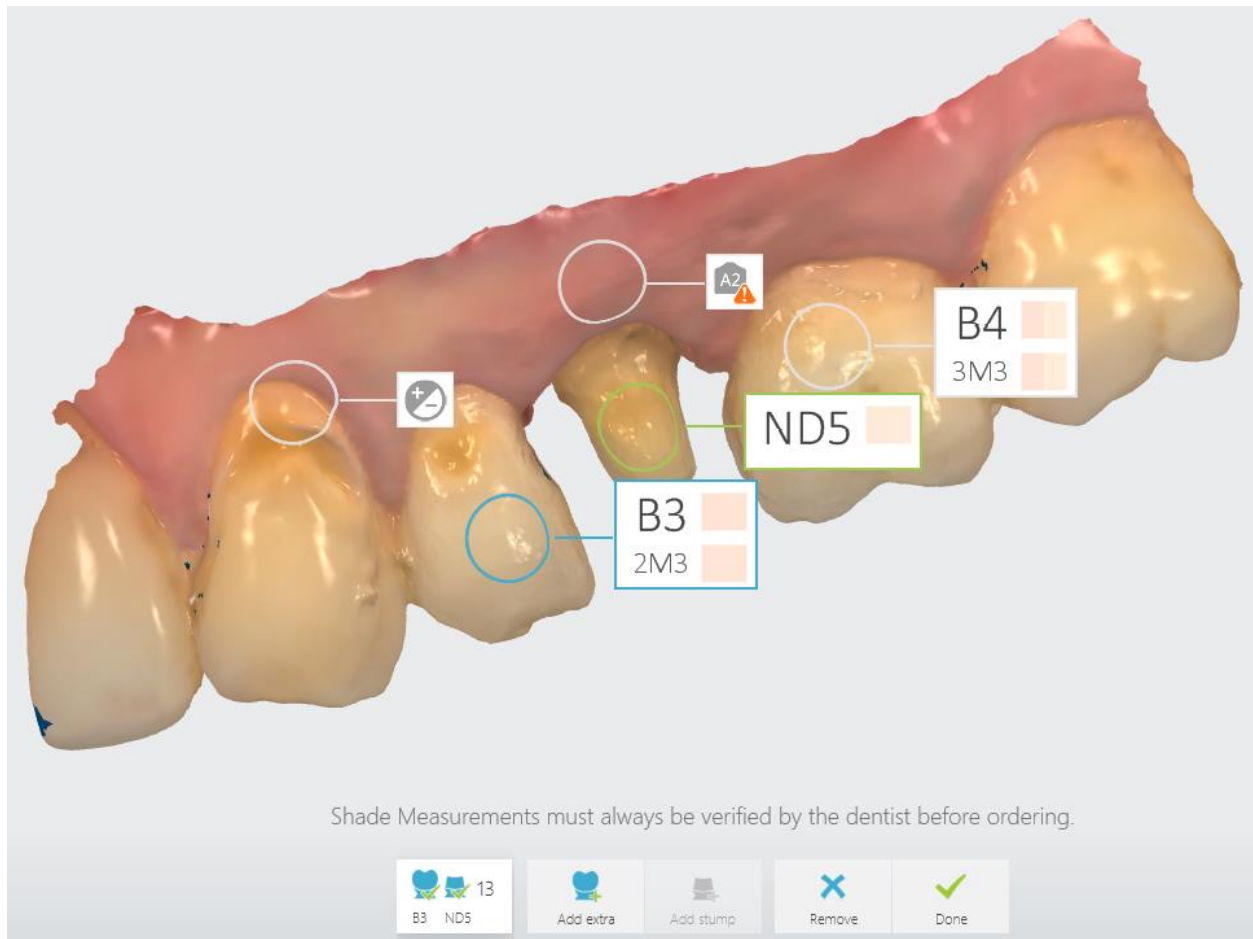 A2
B4
3M3
ND5
B3
2M3
Shade Measurements must always be verified by the dentist before ordering.
13
B3 ND5
Add extra
Add stump
Remove
Done